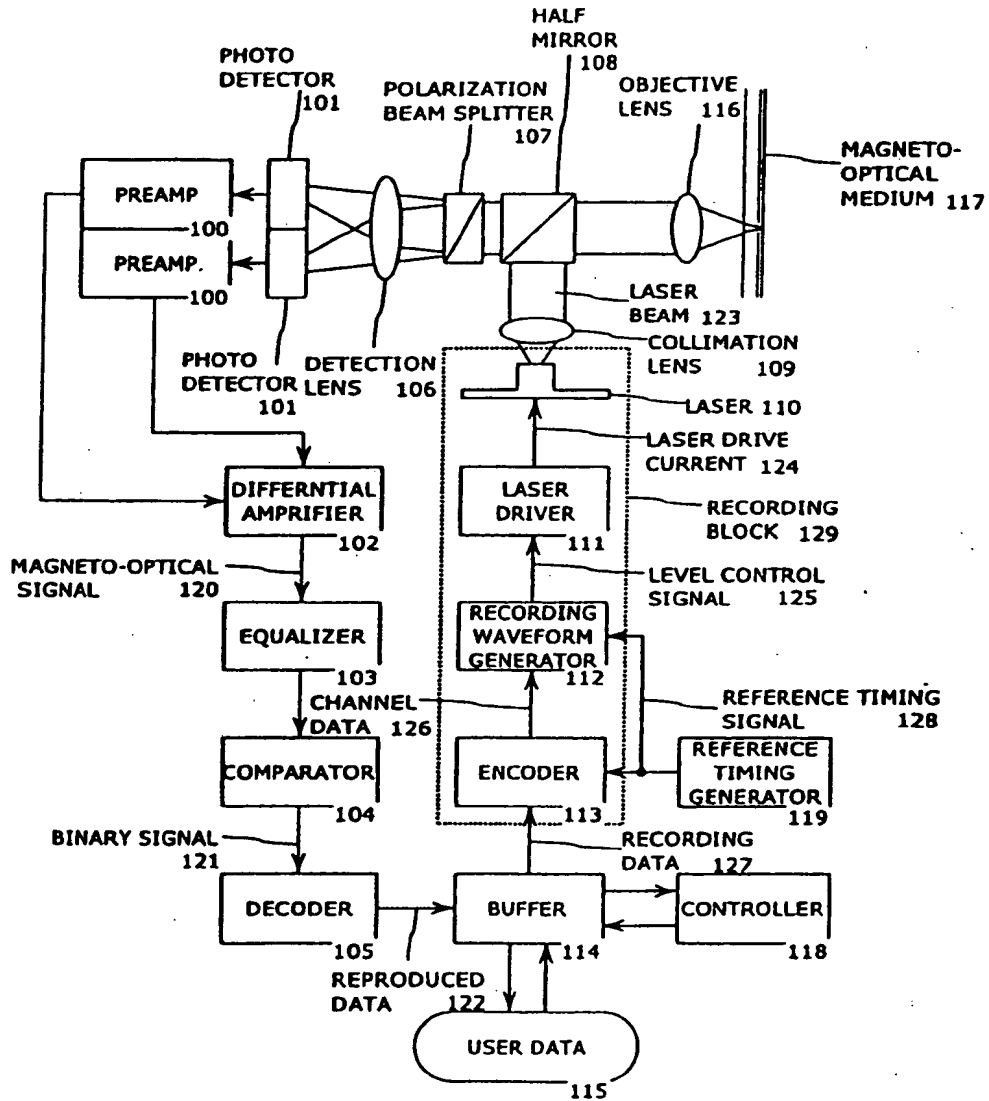 HALF
MIRROR
108
PHOTO
DETECTOR
101
POLARIZATION
BEAM SPLITTER
107
OBJECTIVE
LENS 116
MAGNETO-
OPTICAL
MEDIUM 117
PREAMP
100
PREAMP.
100
LASER
BEAM 123
COLLIMATION
LENS
109
PHOTO
DETECTOR
101
DETECTION
LENS
106
LASER 110
LASER DRIVE
CURRENT 124
DIFFERNTIAL
AMPRIFIER
102
LASER
DRIVER
111
RECORDING
BLOCK 129
MAGNETO-OPTICAL
SIGNAL 120
LEVEL CONTROL
SIGNAL 125
EQUALIZER
103
RECORDING
WAVEFORM
GENERATOR
112
CHANNEL
DATA 126
REFERENCE TIMING
SIGNAL 128
COMPARATOR
104
ENCODER
113
REFERENCE
TIMING
GENERATOR
119
BINARY SIGNAL
121
RECORDING
DATA 127
DECODER
105
BUFFER
114
CONTROLLER
118
REPRODUCED
DATA 122
USER DATA
115